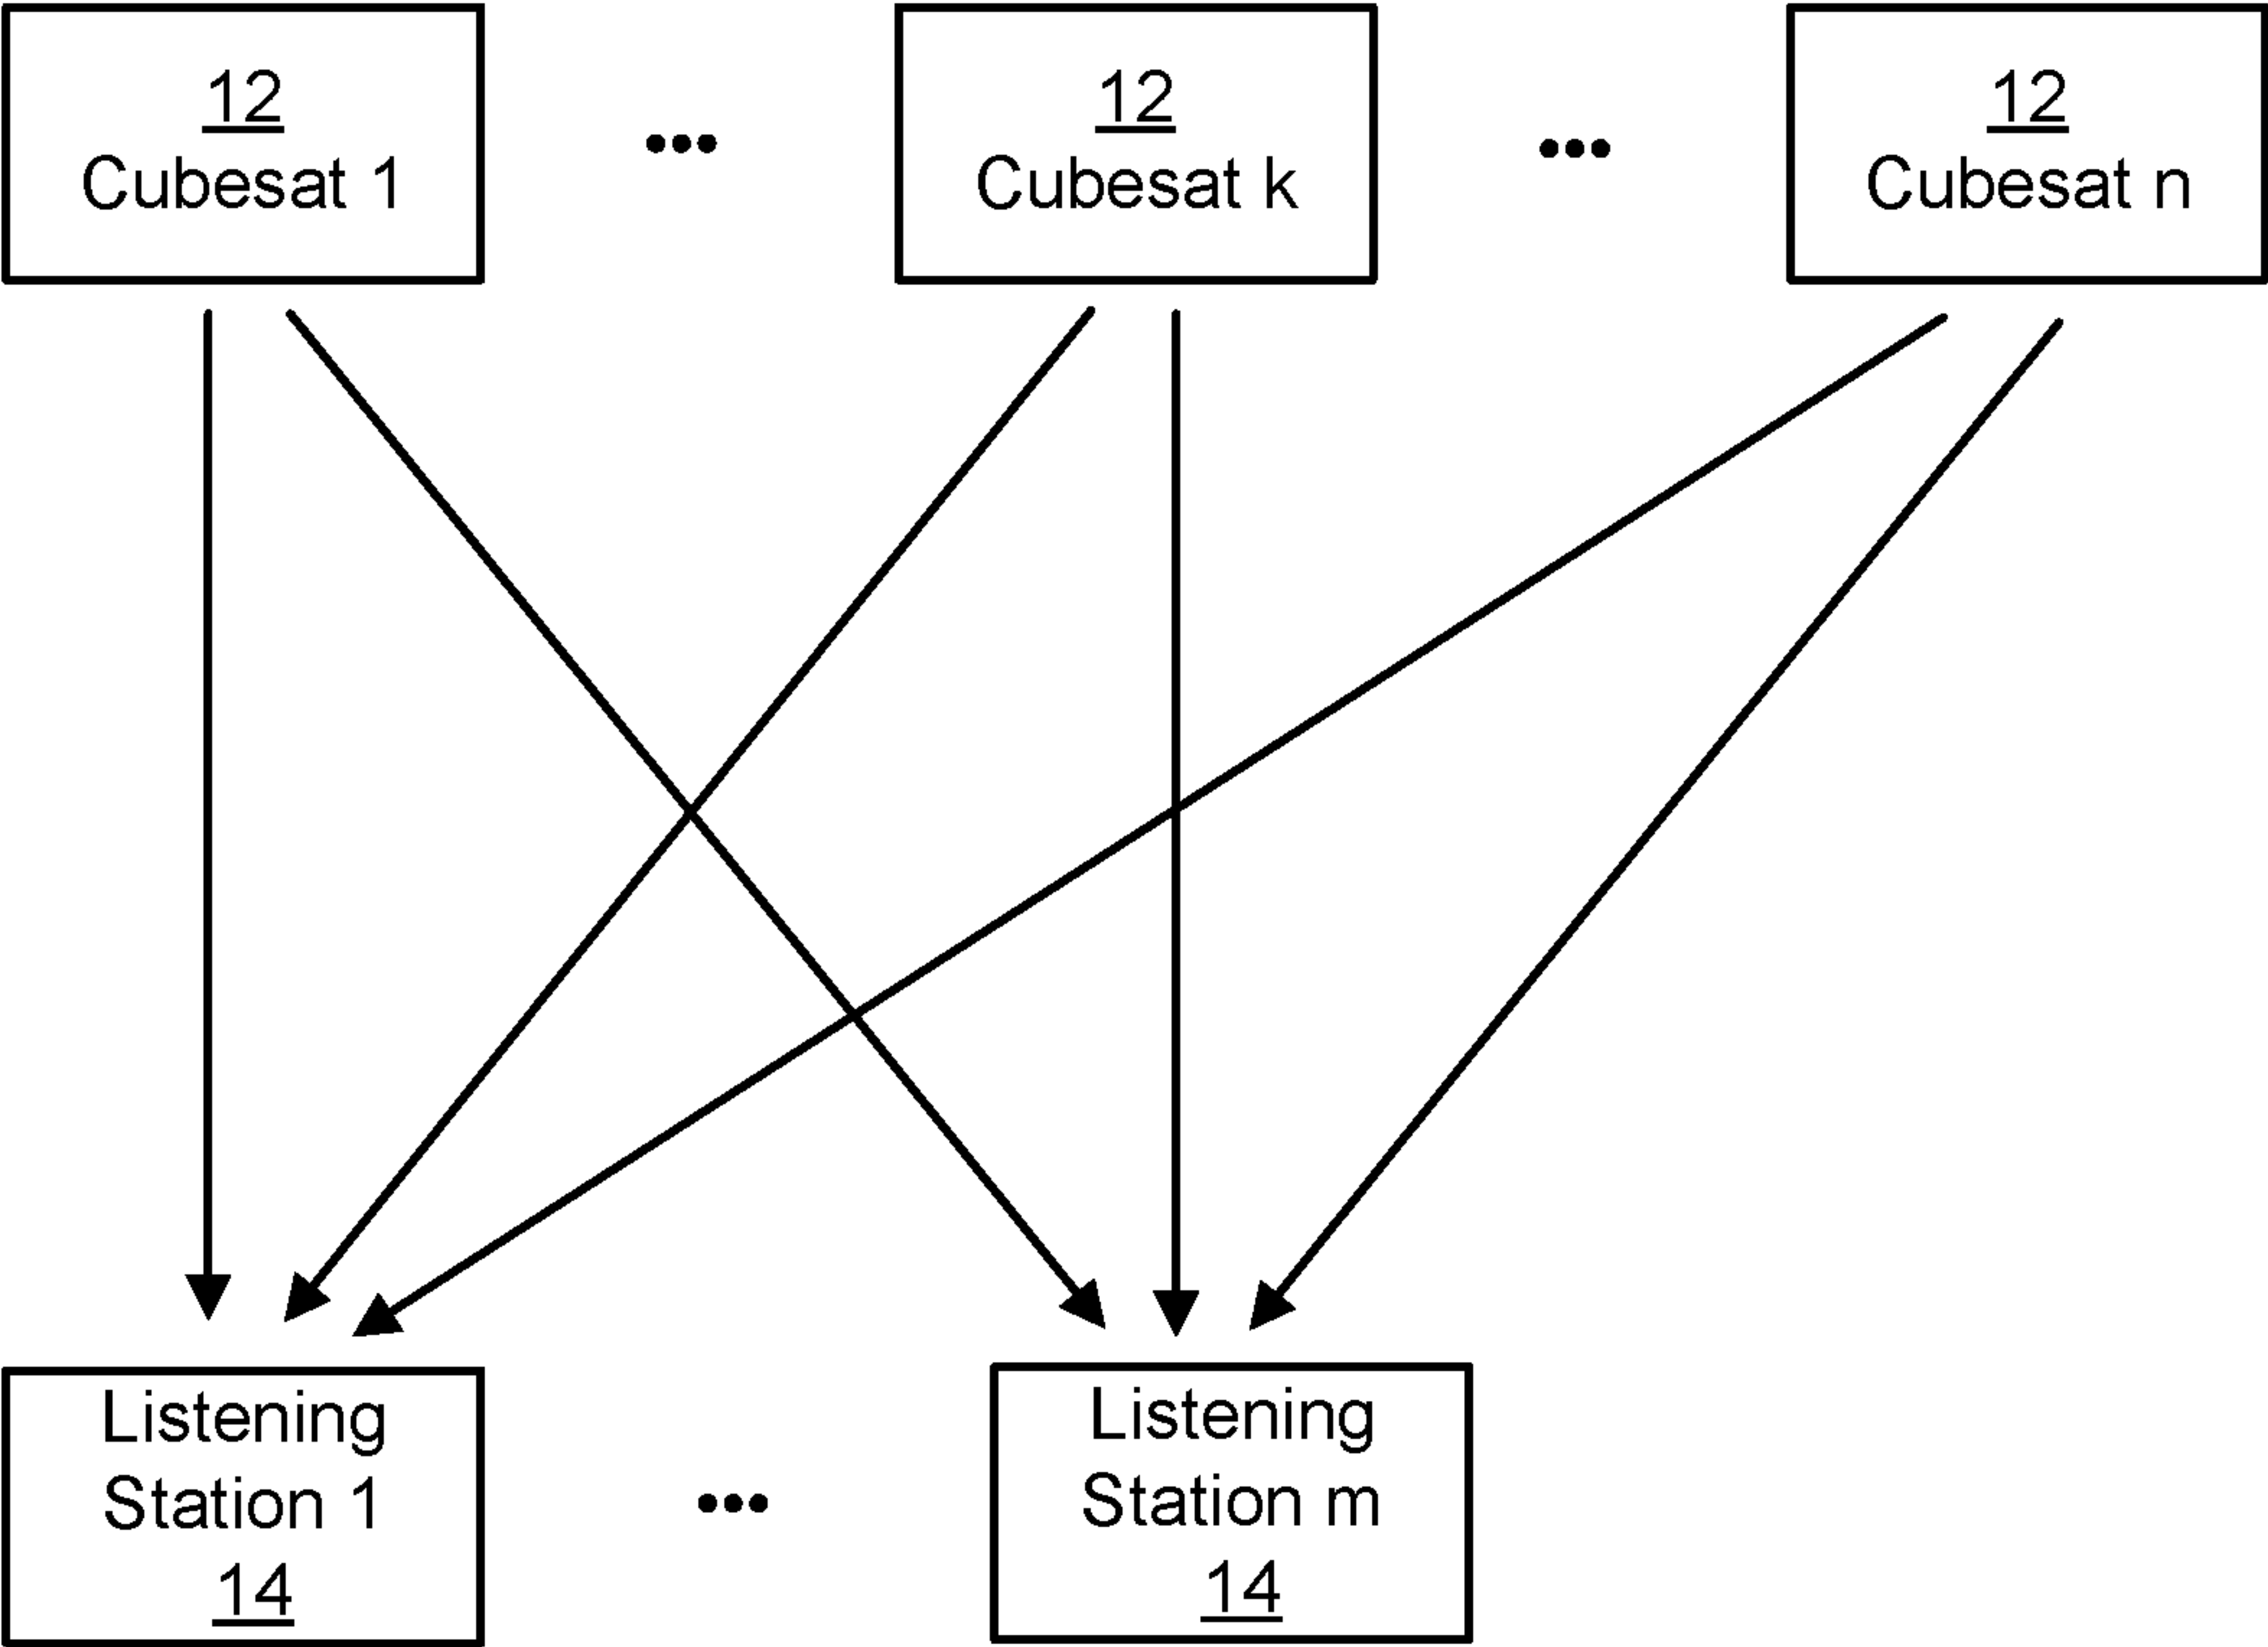 12
Cubesat 1
•••
12
Cubesat k
•••
12
Cubesat n
Listening
Station 1
14
•••
Listening
Station m
14